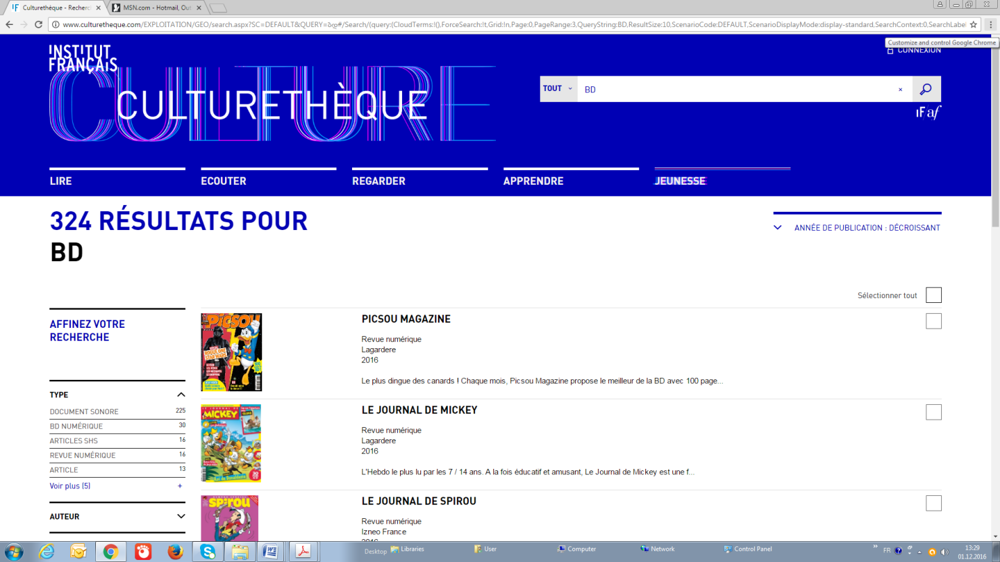 Culturethèque - Recherc
MSN.com - Hotmail, Out
www.culturetheque.com/EXPLOITATION/GEO/search.aspx?SC=DEFAULT&QUERY=ბდ#/Search/(query:(CloudTerms:!(),ForceSearch:!t,Grid:!n,Page:0,PageRange:3,QueryString:BD,ResultSize:10,ScenarioCode:DEFAULT,ScenarioDisplayMode:display-standard,SearchContext:0,SearchLabel
Customize and control Google Chrome
CONNEXION
INSTITUT
FRANÇAIS
CULTURE
CULTURETHÈQUE
TOUT BD ×
IF/af
LIRE ECOUTER REGARDER APPRENDRE JEUNESSE
324 RÉSULTATS POUR
BD
ANNÉE DE PUBLICATION : DÉCROISSANT
Sélectionner tout
AFFINEZ VOTRE
RECHERCHE
TYPE
DOCUMENT SONORE 225
BD NUMÉRIQUE 30
ARTICLES SHS 16
REVUE NUMÉRIQUE 16
ARTICLE 13
Voir plus (5) +
AUTEUR
PICSOU
PICSOU MAGAZINE
Revue numérique
Lagardere
2016
Le plus dingue des canards ! Chaque mois, Picsou Magazine propose le meilleur de la BD avec 100 page...
MICKEY
LE JOURNAL DE MICKEY
Revue numérique
Lagardere
2016
L'Hebdo le plus lu par les 7 / 14 ans. A la fois éducatif et amusant, Le Journal de Mickey est une f...
SPIROU
LE JOURNAL DE SPIROU
Revue numérique
Izneo France
2016
Desktop Libraries User Computer Network Control Panel » FR 13:29
01.12.2016